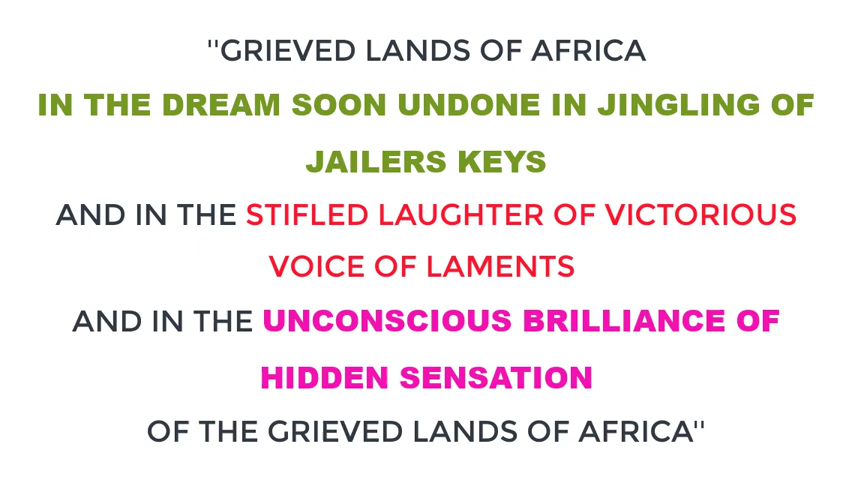 "GRIEVED LANDS OF AFRICA
IN THE DREAM SOON UNDONE IN JINGLING OF
JAILERS KEYS
AND IN THE STIFLED LAUGHTER OF VICTORIOUS
VOICE OF LAMENTS
AND IN THE UNCONSCIOUS BRILLIANCE OF
HIDDEN SENSATION
OF THE GRIEVED LANDS OF AFRICA"